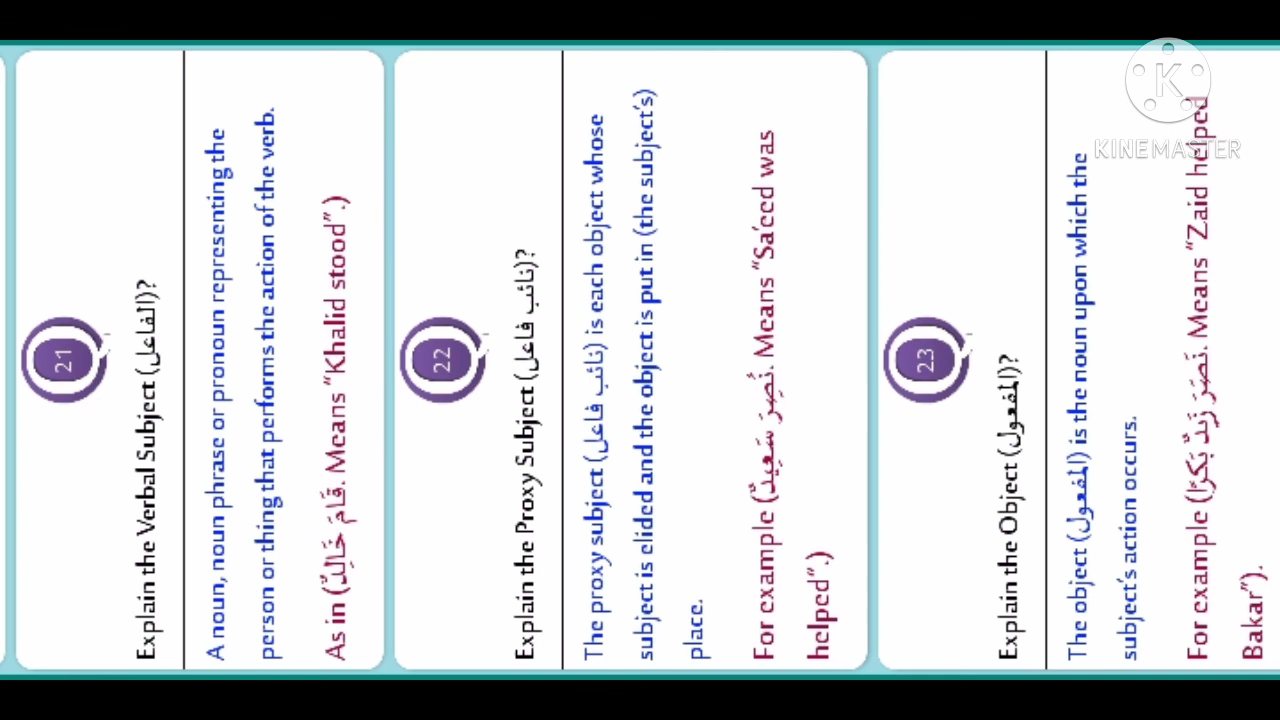 21
Explain the Verbal Subject (الفاعل)?
A noun, noun phrase or pronoun representing the
person or thing that performs the action of the verb.
As in (قَامَ خَالِدٌ. Means “Khalid stood”.)
22
Explain the Proxy Subject (نائب فاعل)?
The proxy subject (نائب فاعل) is each object whose
subject is elided and the object is put in (the subject’s)
place.
For example (نُصِرَ سَعِيدٌ. Means “Sa’eed was
helped”.)
23
Explain the Object (المفعول)?
The object (المفعول) is the noun upon which the
subject’s action occurs.
For example (نَصَرَ زَيدٌ بَكرًا. Means “Zaid helped
Bakar”).
K
KINEMASTER